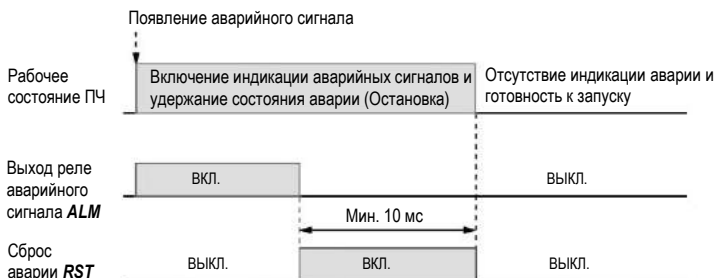 Появление аварийного сигнала
Рабочее
состояние ПЧ
Включение индикации аварийных сигналов и
удержание состояния аварии (Остановка)
Отсутствие индикации аварии и
готовность к запуску
Выход реле
аварийного
сигнала ALM
ВКЛ.
ВЫКЛ.
Мин. 10 мс
Сброс
аварии RST
ВЫКЛ.
ВКЛ.
ВЫКЛ.